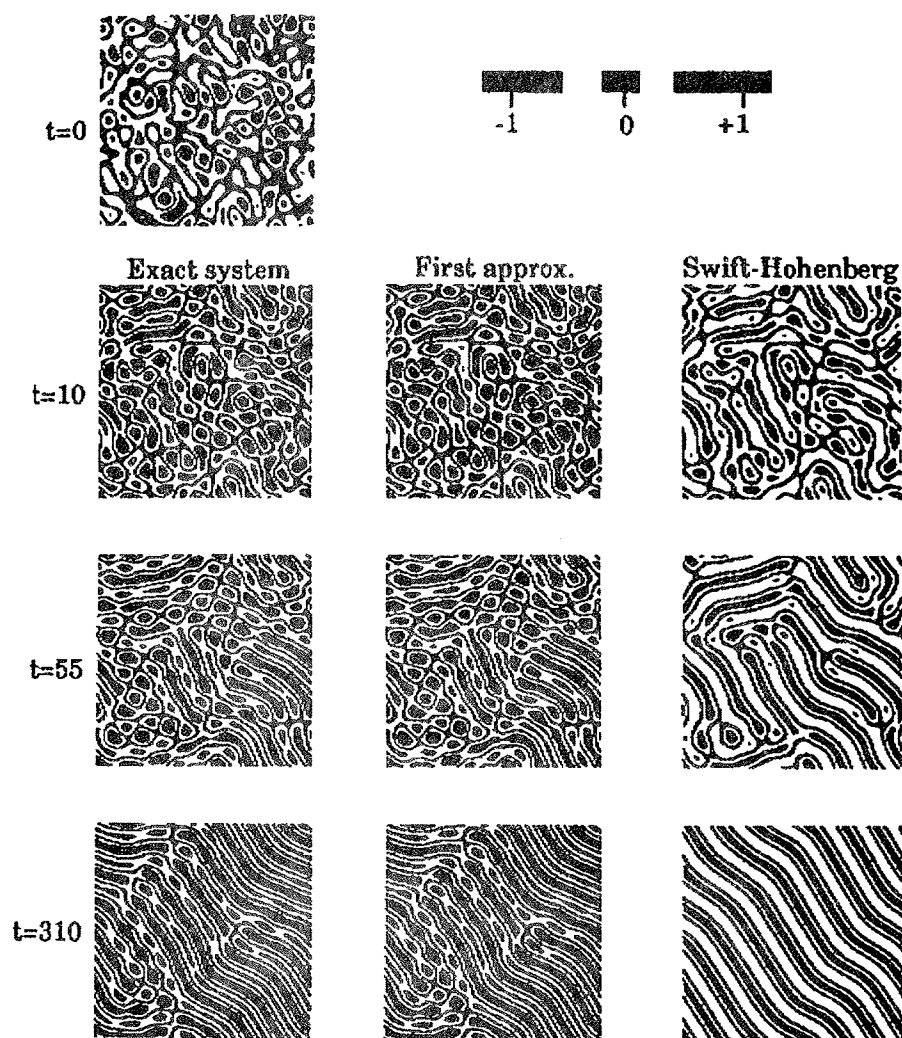 t=0
-1 0 +1
Exact system First approx. Swift-Hohenberg
t=10
t=55
t=310